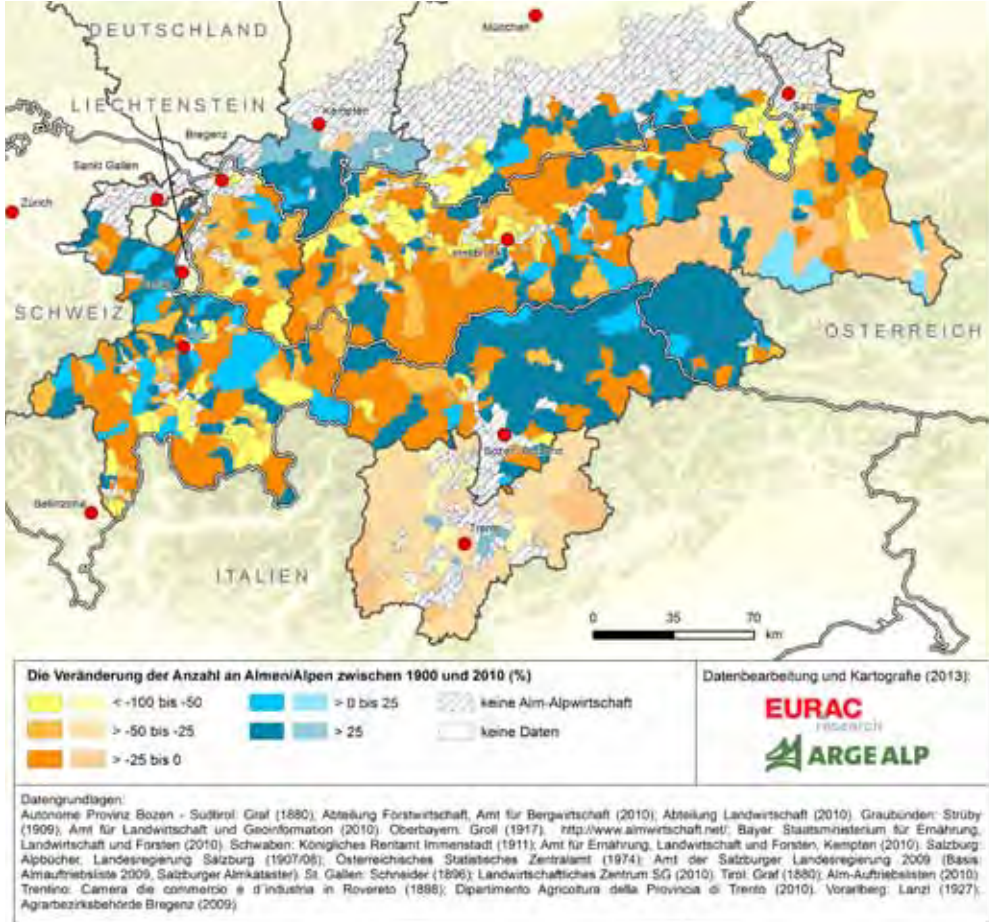 DEUTSCHLAND
München
LIECHTENSTEIN
Kempten
Salzburg
Bregenz
Sankt Gallen
Zürich
Innsbruck
Vaduz
SCHWEIZ
ÖSTERREICH
Bozen - Bolzano
Bellinzona
Trento
ITALIEN
0 35 70
km
Die Veränderung der Anzahl an Almen/Alpen zwischen 1900 und 2010 (%)
< -100 bis -50
> -50 bis -25
> -25 bis 0
> 0 bis 25
> 25
keine Alm-Alpwirtschaft
keine Daten
Datenbearbeitung und Kartografie (2013):
EURAC
research
ARGE ALP
Datengrundlagen:
Autonome Provinz Bozen - Südtirol: Graf (1880); Abteilung Forstwirtschaft, Amt für Bergwirtschaft (2010); Abteilung Landwirtschaft (2010). Graubünden: Strüby
(1909); Amt für Landwirtschaft und Geoinformation (2010). Oberbayern: Groll (1917), http://www.almwirtschaft.net/; Bayer. Staatsministerium für Ernährung,
Landwirtschaft und Forsten (2010). Schwaben: Königliches Rentamt Immenstadt (1911); Amt für Ernährung, Landwirtschaft und Forsten, Kempten (2010). Salzburg:
Alpbücher, Landesregierung Salzburg (1907/08); Österreichisches Statistisches Zentralamt (1974); Amt der Salzburger Landesregierung 2009 (Basis:
Almauftriebsliste 2009, Salzburger Almkataster). St. Gallen: Schneider (1896); Landwirtschaftliches Zentrum SG (2010). Tirol: Graf (1880); Alm-Auftriebslisten (2010).
Trentino: Camera de commercio e d'industria in Rovereto (1898); Dipartimento Agricoltura della Provincia di Trento (2010). Vorarlberg: Lanzl (1927);
Agrarbezirksbehörde Bregenz (2009).